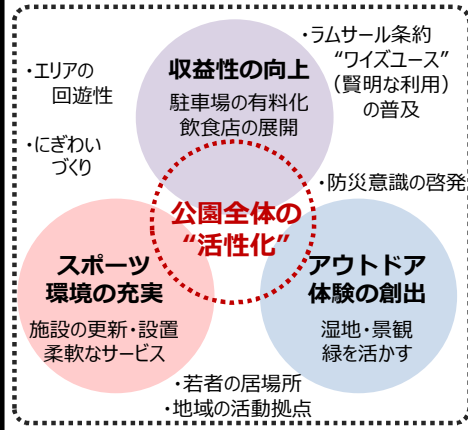 ・ラムサール条約
“ワイズユース”
（賢明な利用）
の普及
収益性の向上
駐車場の有料化
飲食店の展開
・エリアの
回遊性
・にぎわい
づくり
・防災意識の啓発
公園全体の
“活性化”
スポーツ
環境の充実
施設の更新・設置
柔軟なサービス
アウトドア
体験の創出
湿地・景観
緑を活かす
・若者の居場所
・地域の活動拠点